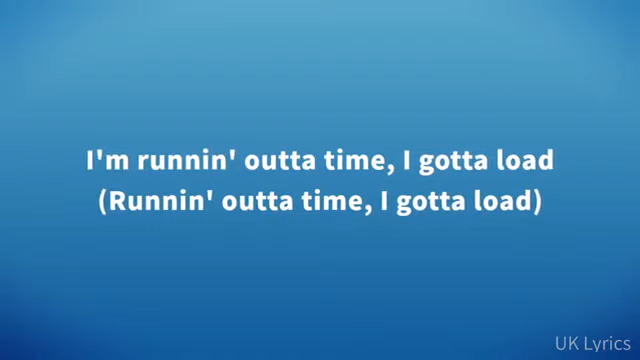 I'm runnin' outta time, I gotta load
(Runnin' outta time, I gotta load)
UK Lyrics